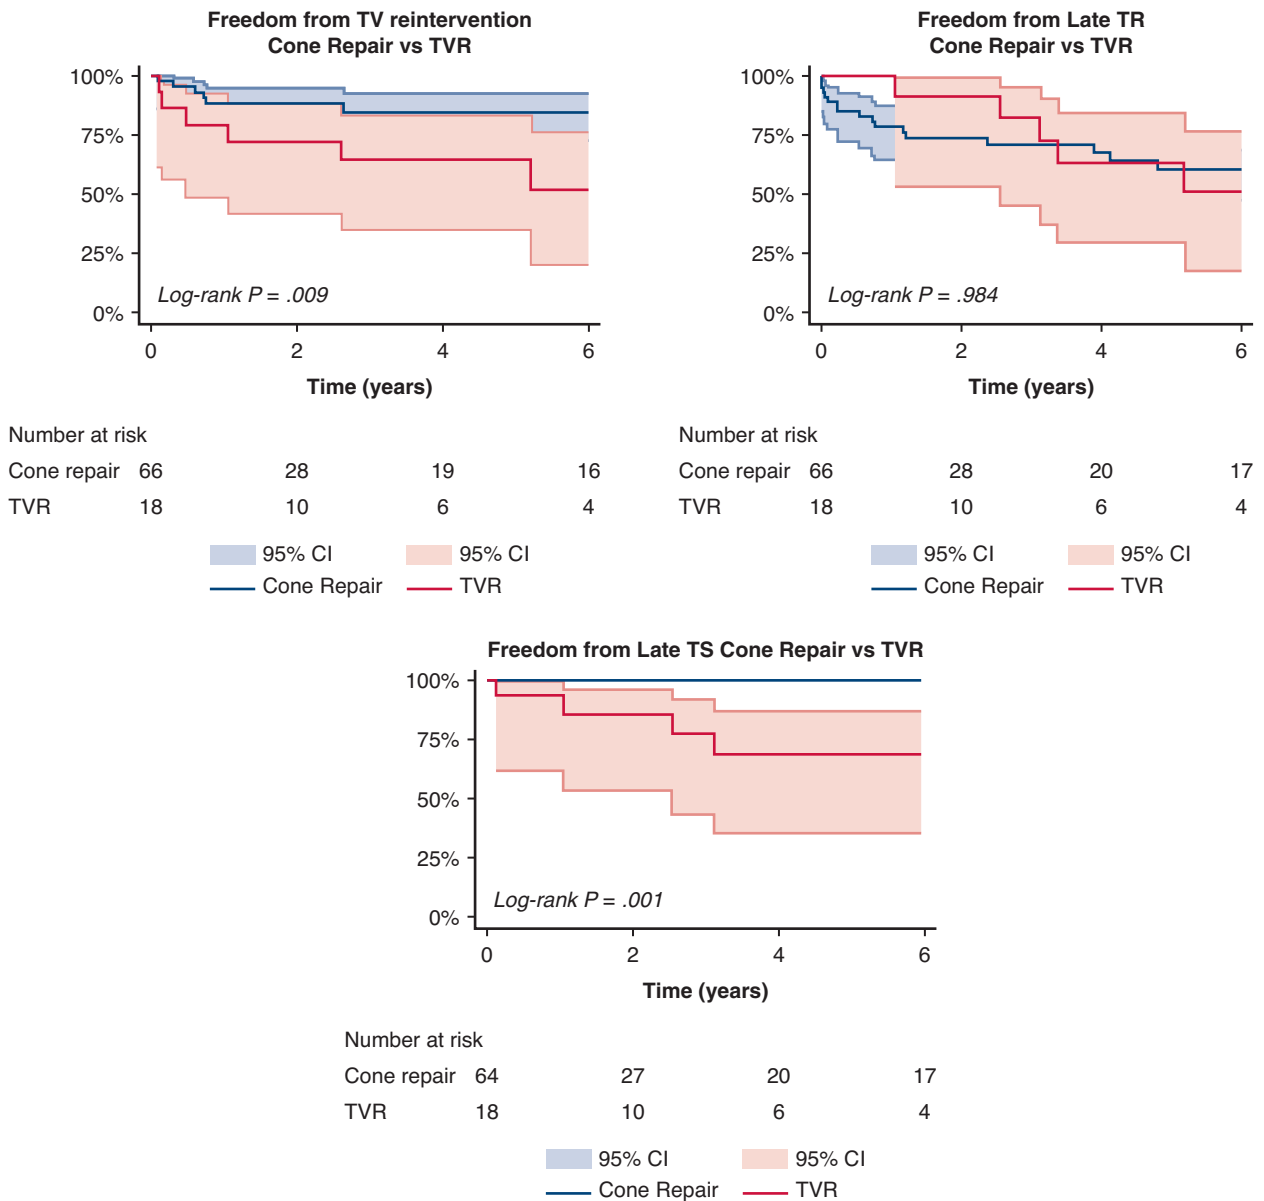 Freedom from TV reintervention
Cone Repair vs TVR
100%
75%
50%
25%
0%
Log-rank P = .009
0 2 4 6
Time (years)
Number at risk
Cone repair 66 28 19 16
TVR 18 10 6 4
95% CI 95% CI
Cone Repair TVR
Freedom from Late TR
Cone Repair vs TVR
100%
75%
50%
25%
0%
Log-rank P = .984
0 2 4 6
Time (years)
Number at risk
Cone repair 66 28 20 17
TVR 18 10 6 4
95% CI 95% CI
Cone Repair TVR
Freedom from Late TS Cone Repair vs TVR
100%
75%
50%
25%
0%
Log-rank P = .001
0 2 4 6
Time (years)
Number at risk
Cone repair 64 27 20 17
TVR 18 10 6 4
95% CI 95% CI
Cone Repair TVR